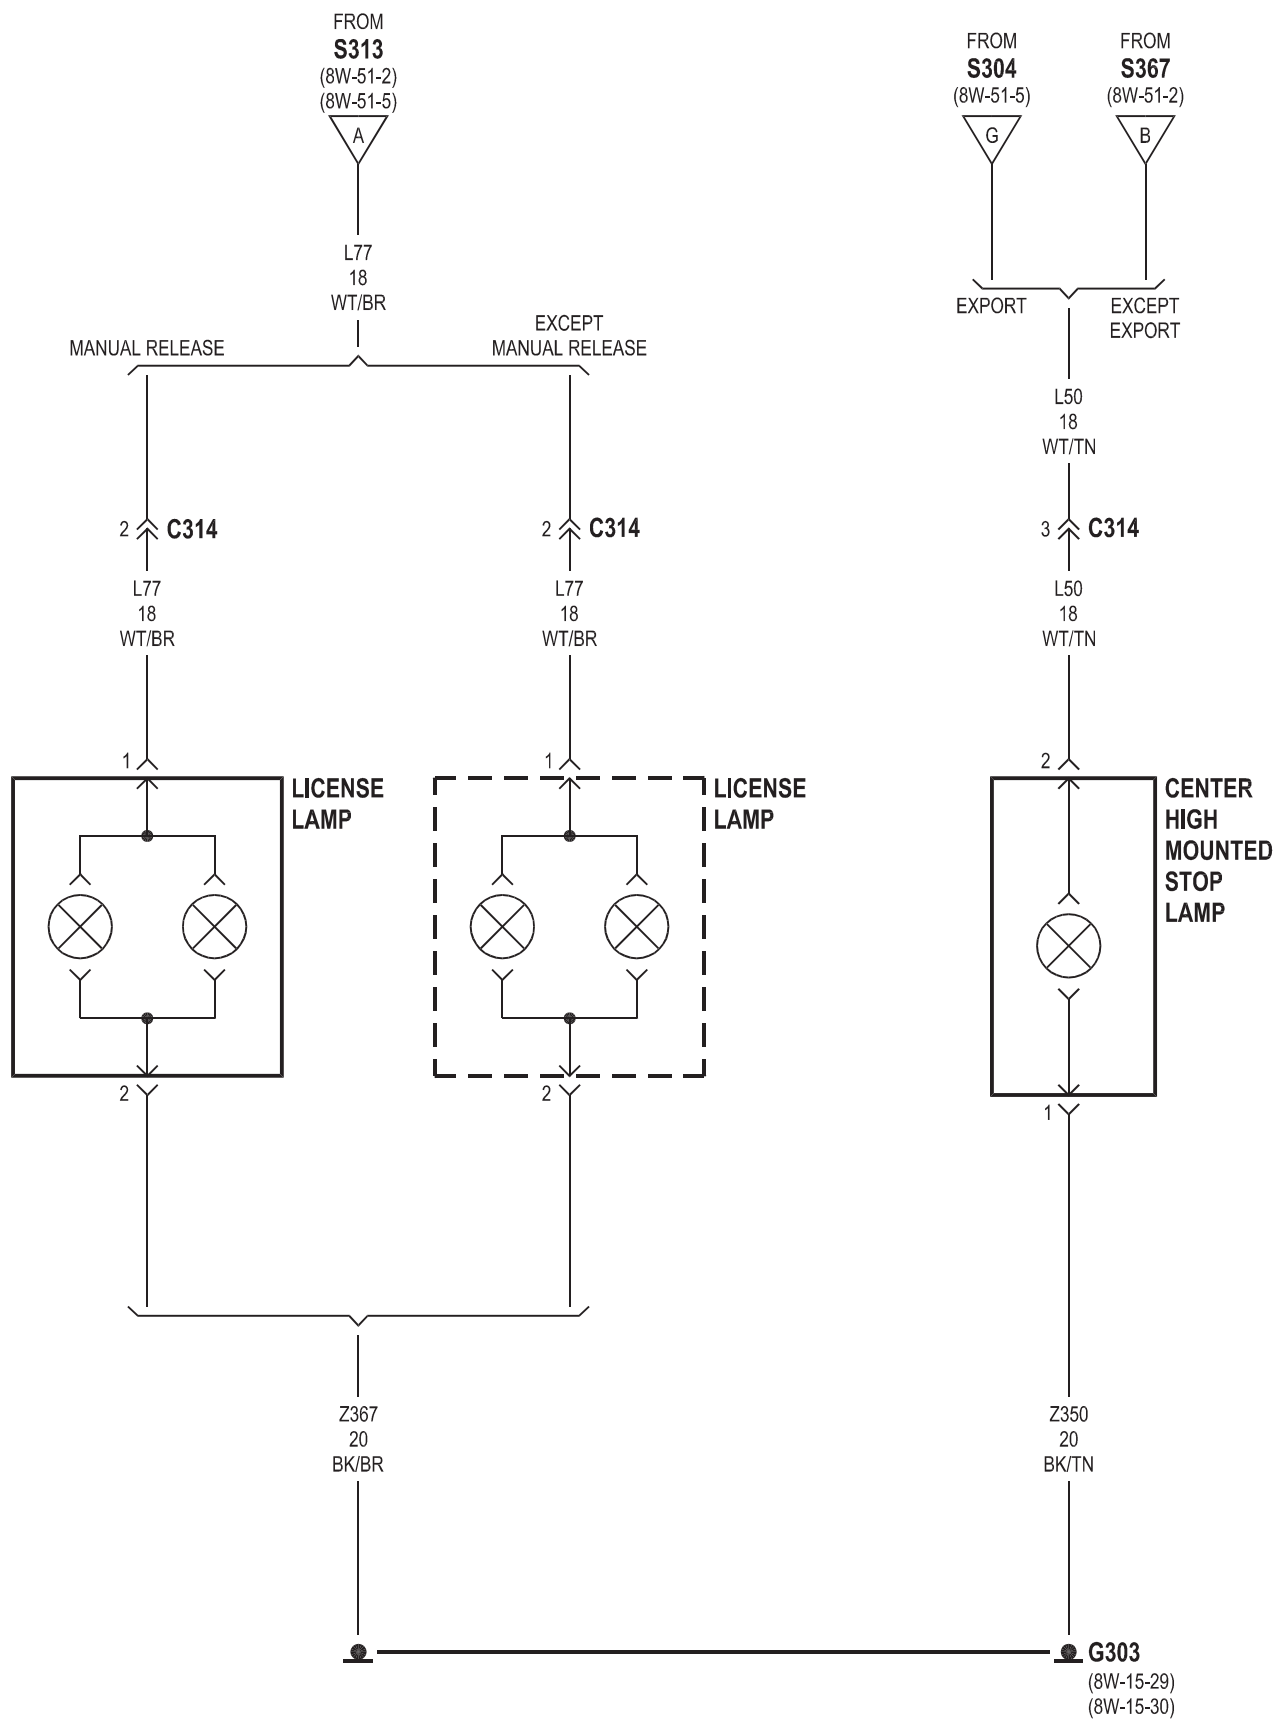 FROM
S313
(8W-51-2)
(8W-51-5)
A
FROM
S304
(8W-51-5)
G
FROM
S367
(8W-51-2)
B
L77
18
WT/BR
EXPORT
EXCEPT
EXPORT
MANUAL RELEASE
EXCEPT
MANUAL RELEASE
L50
18
WT/TN
2 C314
2 C314
3 C314
L77
18
WT/BR
L77
18
WT/BR
L50
18
WT/TN
1
LICENSE
LAMP
1
LICENSE
LAMP
2
CENTER
HIGH
MOUNTED
STOP
LAMP
2
2
1
Z367
20
BK/BR
Z350
20
BK/TN
G303
(8W-15-29)
(8W-15-30)